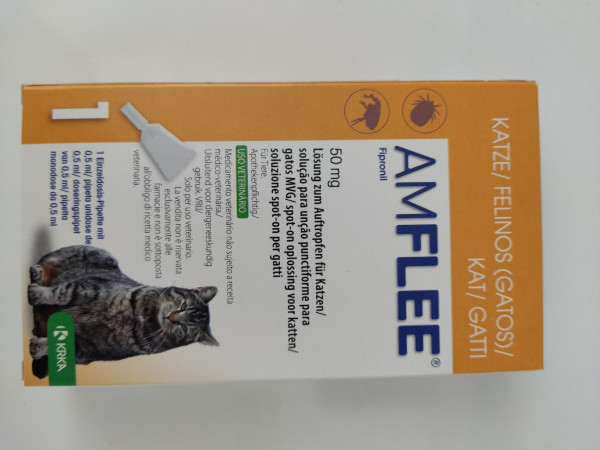 KATZE/ FELINOS (GATOS)/
KAT/ GATTI
AMFLEE®
Fipronil
50 mg
Lösung zum Auftropfen für Katzen/
solução para unção punctiforme para
gatos MVG/ spot-on oplossing voor katten/
soluzione spot-on per gatti
Für Tiere.
Apothekenpflichtig/
USO VETERINÁRIO
Medicamento veterinário não sujeito a receita
médico-veterinária/
Uitsluitend voor diergeneeskundig
gebruik. VRIJ/
Solo per uso veterinario.
La vendita non è riservata
esclusivamente alle
farmacie e non è sottoposta
all'obbligo di ricetta medico
veterinaria.
1
1 Einzeldosis-Pipette mit
0,5 ml/ pipeta unidose de
0,5 ml/ doseringspipet
van 0,5 ml/ pipetta
monodose da 0,5 ml
KRKA